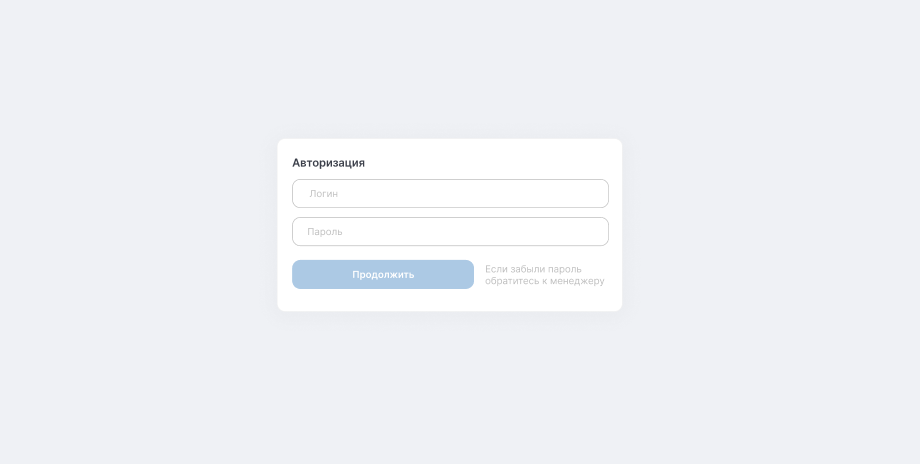 Авторизация
Логин
Пароль
Продолжить
Если забыли пароль
обратитесь к менеджеру